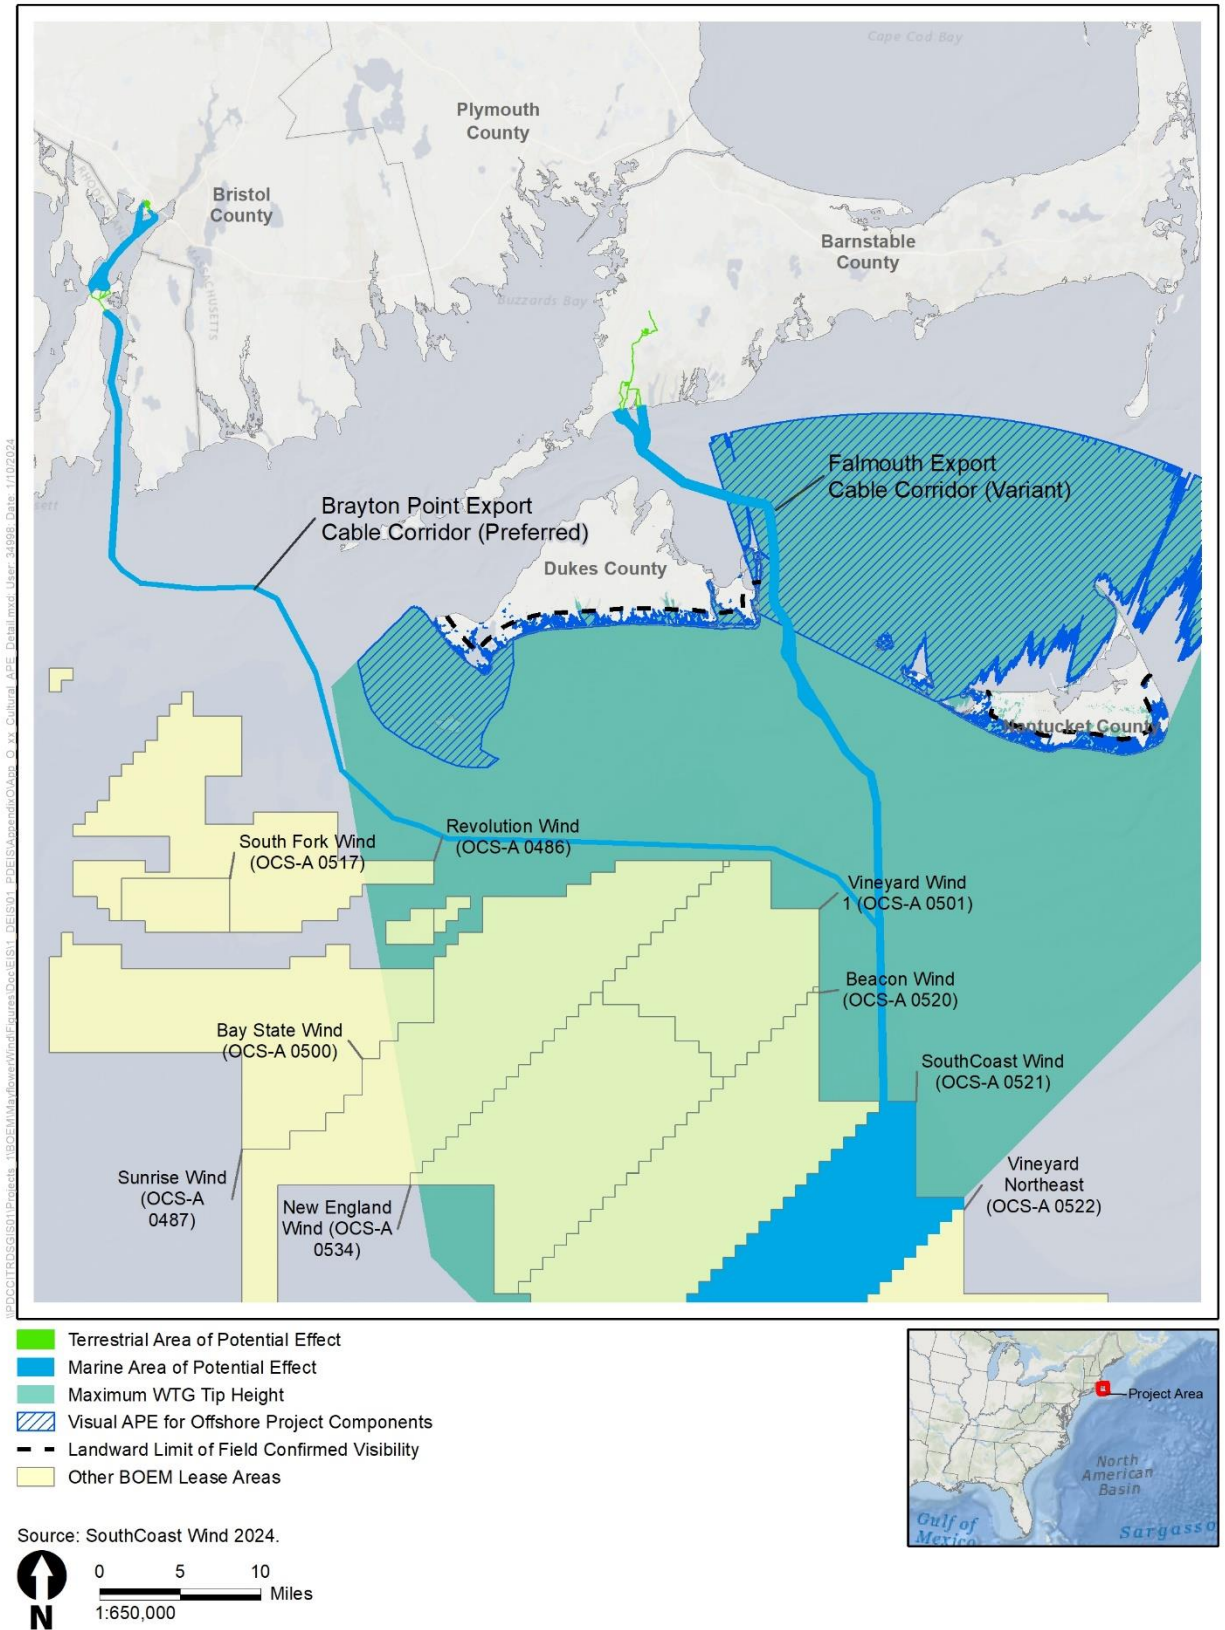 Cape Cod Bay
Plymouth
County
Bristol
County
Barnstable
County
MASSACHUSETTS
Buzzards Bay
Falmouth Export
Cable Corridor (Variant)
Brayton Point Export
Cable Corridor (Preferred)
Dukes County
Nantucket County
South Fork Wind
(OCS-A 0517)
Revolution Wind
(OCS-A 0486)
Vineyard Wind
1 (OCS-A 0501)
Beacon Wind
(OCS-A 0520)
Bay State Wind
(OCS-A 0500)
SouthCoast Wind
(OCS-A 0521)
Sunrise Wind
(OCS-A
0487)
New England
Wind (OCS-A
0534)
Vineyard
Northeast
(OCS-A 0522)
Terrestrial Area of Potential Effect
Marine Area of Potential Effect
Maximum WTG Tip Height
Visual APE for Offshore Project Components
Landward Limit of Field Confirmed Visibility
Other BOEM Lease Areas
Project Area
North
American
Basin
Gulf of
Mexico
Sargasso
Source: SouthCoast Wind 2024.
0 5 10
Miles
1:650,000
N